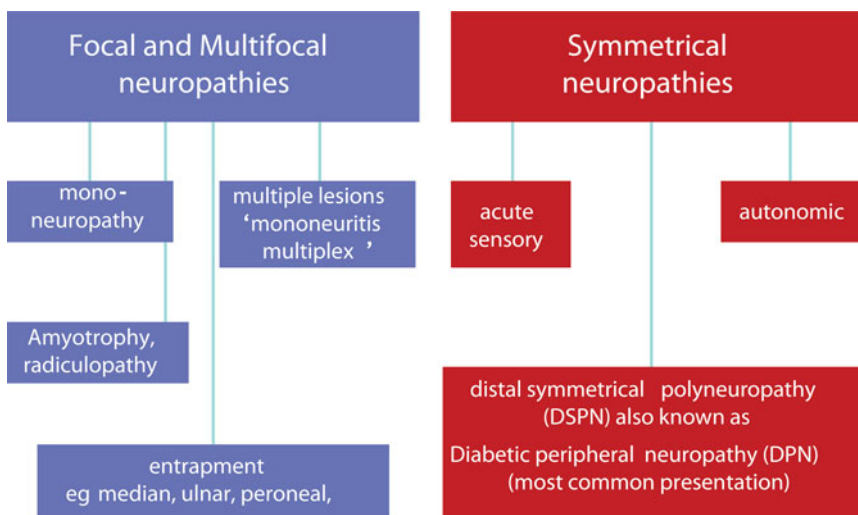 Focal and Multifocal
neuropathies
mono-
neuropathy
multiple lesions
‘mononeuritis
multiplex ’
Amyotrophy,
radiculopathy
entrapment
eg median, ulnar, peroneal,
Symmetrical
neuropathies
acute
sensory
autonomic
distal symmetrical polyneuropathy
(DSPN) also known as
Diabetic peripheral neuropathy (DPN)
(most common presentation)